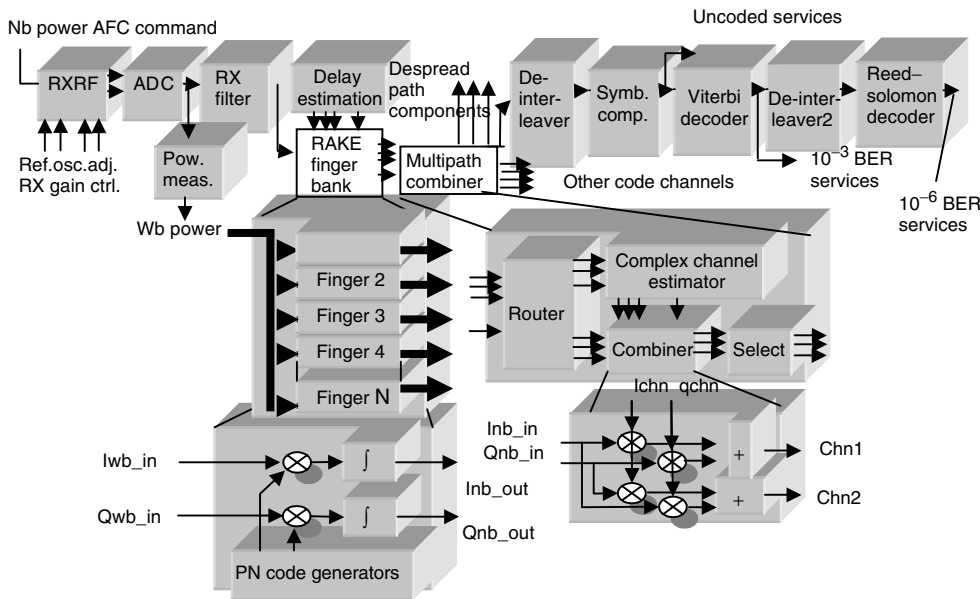 Nb power AFC command
Uncoded services
RXRF
ADC
RX
filter
Delay
estimation
Despread
path
components
De-
inter-
leaver
Symb.
comp.
Viterbi
decoder
De-inter-
leaver2
Reed–
solomon
decoder
Ref.osc.adj.
RX gain ctrl.
Pow.
meas.
RAKE
finger
bank
Multipath
combiner
Other code channels
10⁻³ BER
services
10⁻⁶ BER
services
Wb power
Finger 2
Finger 3
Finger 4
Finger N
Router
Complex channel
estimator
Combiner
Select
Ichn qchn
Iwb_in
∫
Inb_out
Qwb_in
∫
Qnb_out
PN code generators
Inb_in
Qnb_in
+
Chn1
+
Chn2